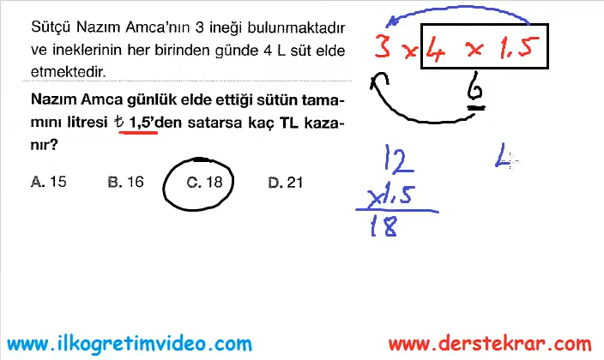 Sütçü Nazım Amca'nın 3 ineği bulunmaktadır
ve ineklerinin her birinden günde 4 L süt elde
etmektedir.
Nazım Amca günlük elde ettiği sütün tama-
mını litresi ₺ 1,5'den satarsa kaç TL kaza-
nır?
A. 15 B. 16 C. 18 D. 21
3 x 4 x 1.5
6
12
x1.5
18
L
www.ilkogretimvideo.com
www.derstekrar.com